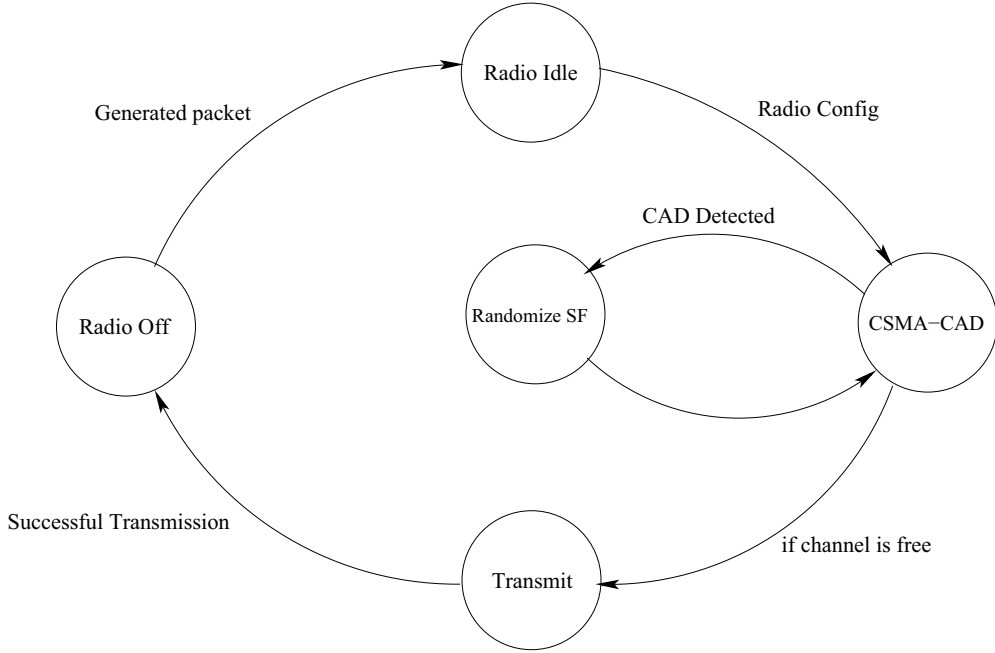 Radio Idle
Generated packet
Radio Config
CAD Detected
Randomize SF
CSMA−CAD
Radio Off
Successful Transmission
if channel is free
Transmit